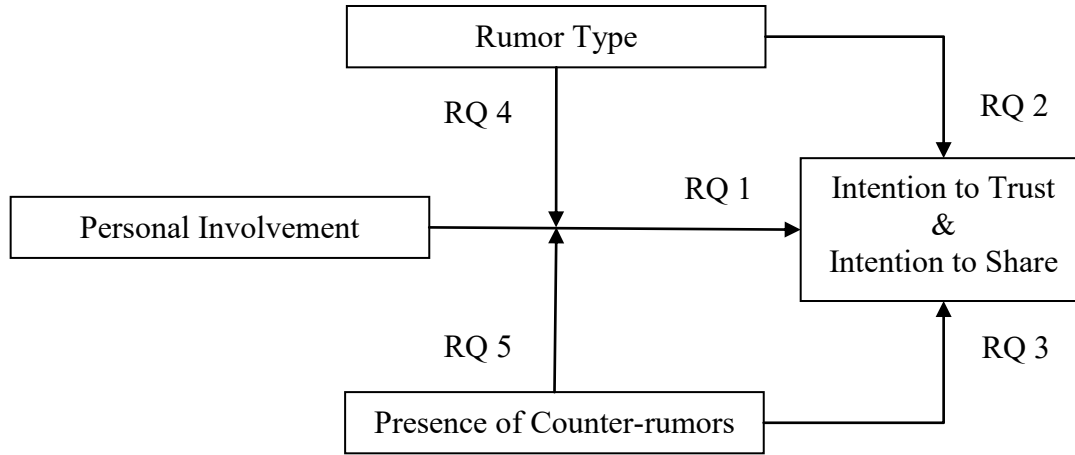 Rumor Type
RQ 4
RQ 2
Personal Involvement
RQ 1
Intention to Trust
&
Intention to Share
RQ 5
RQ 3
Presence of Counter-rumors